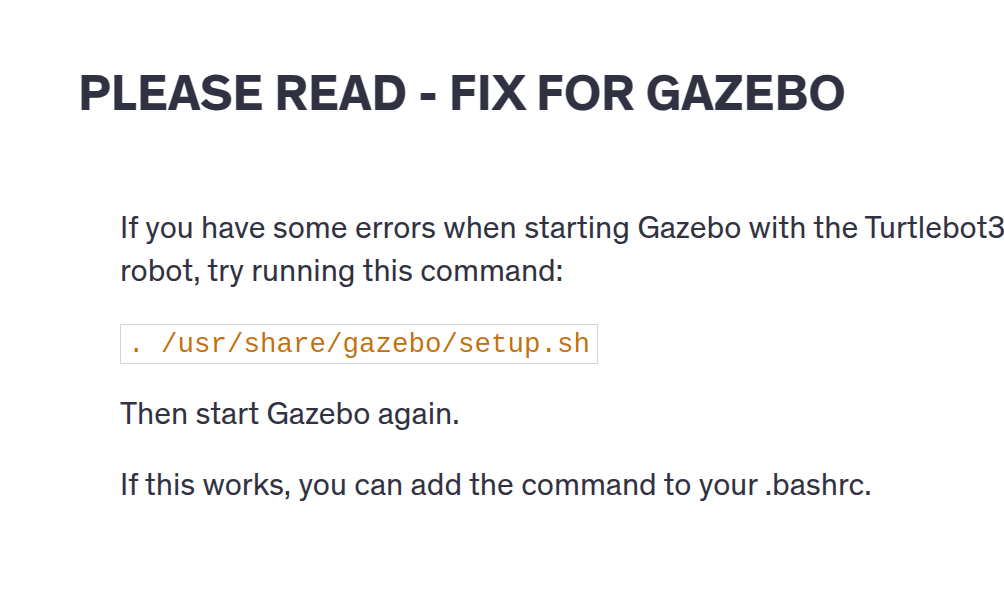 PLEASE READ - FIX FOR GAZEBO
If you have some errors when starting Gazebo with the Turtlebot3
robot, try running this command:
. /usr/share/gazebo/setup.sh
Then start Gazebo again.
If this works, you can add the command to your .bashrc.